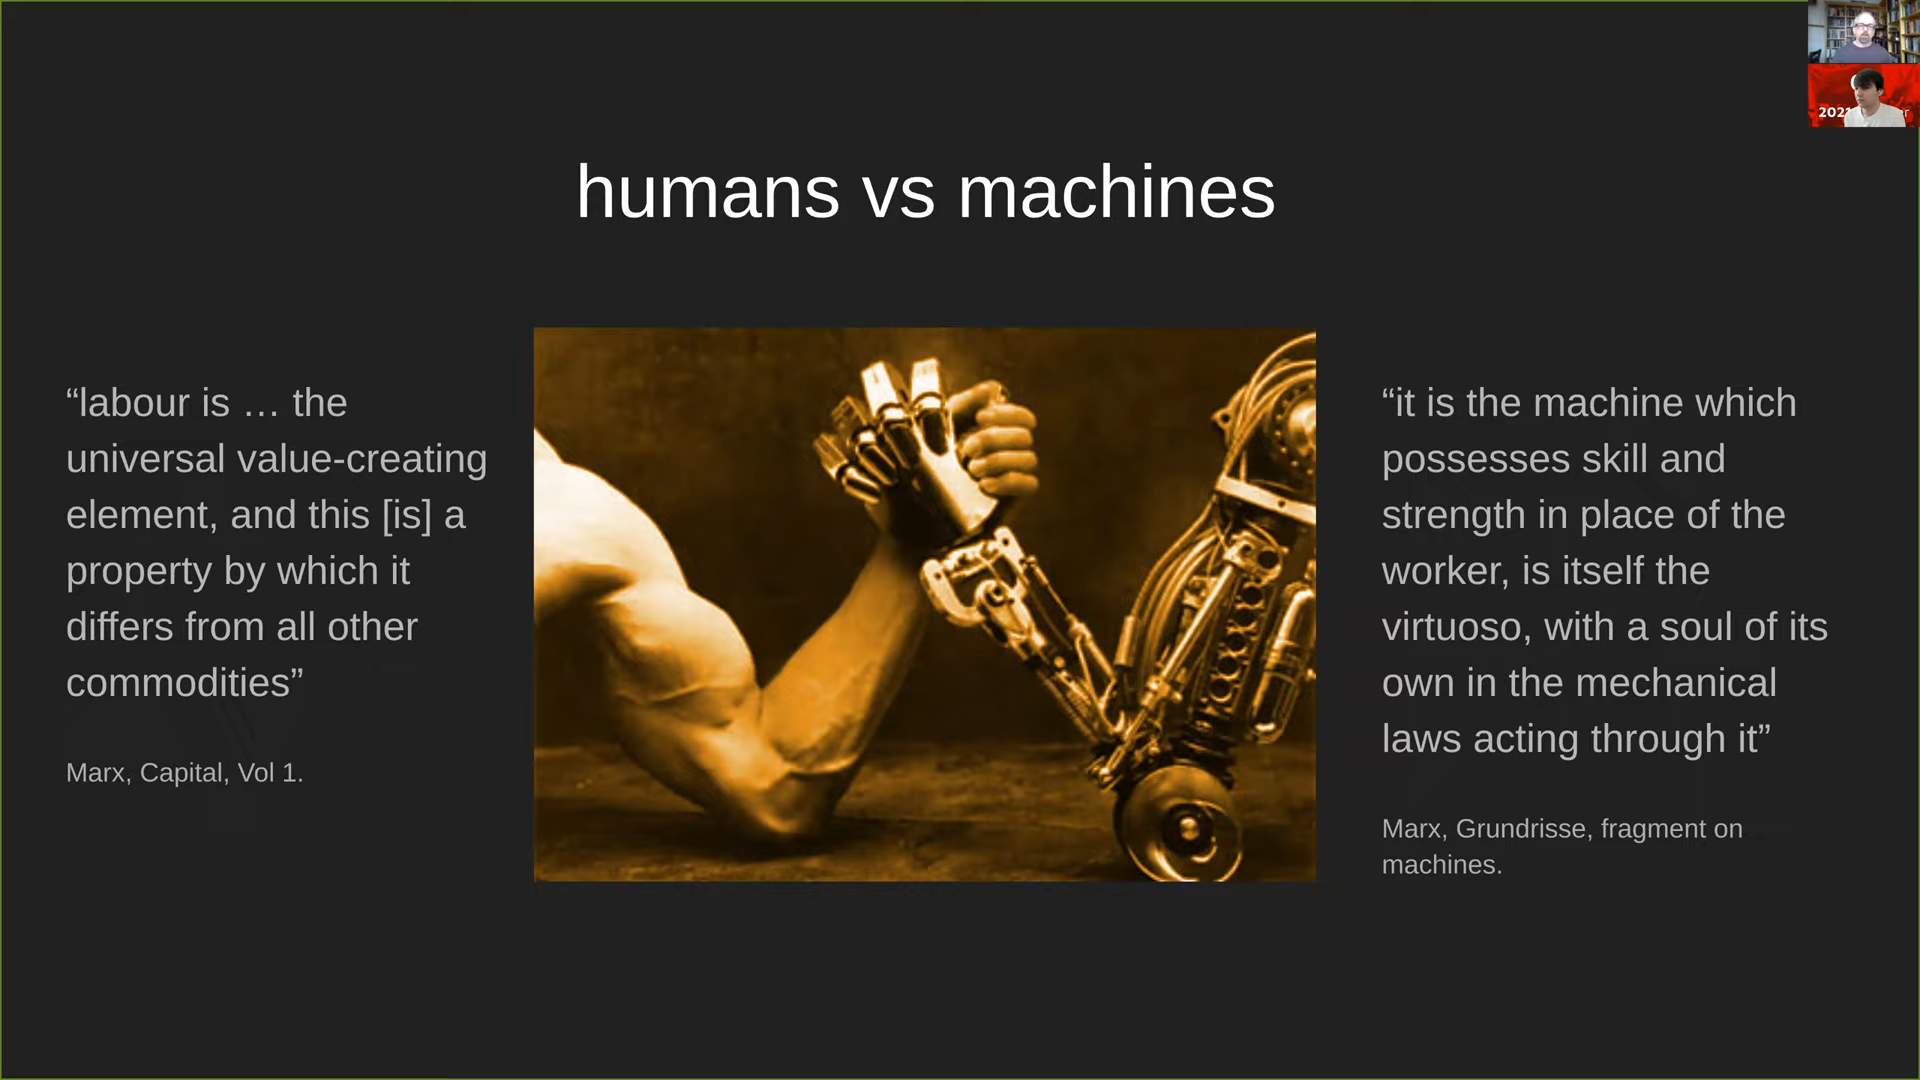 humans vs machines
“labour is … the
universal value-creating
element, and this [is] a
property by which it
differs from all other
commodities”
Marx, Capital, Vol 1.
“it is the machine which
possesses skill and
strength in place of the
worker, is itself the
virtuoso, with a soul of its
own in the mechanical
laws acting through it”
Marx, Grundrisse, fragment on
machines.